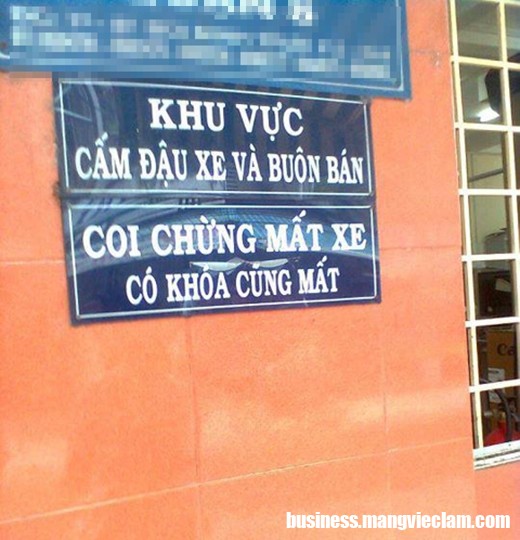 KHU VỰC
CẤM ĐẬU XE VÀ BUÔN BÁN
COI CHỪNG MẤT XE
CÓ KHÓA CŨNG MẤT
business.mangvieclam.com